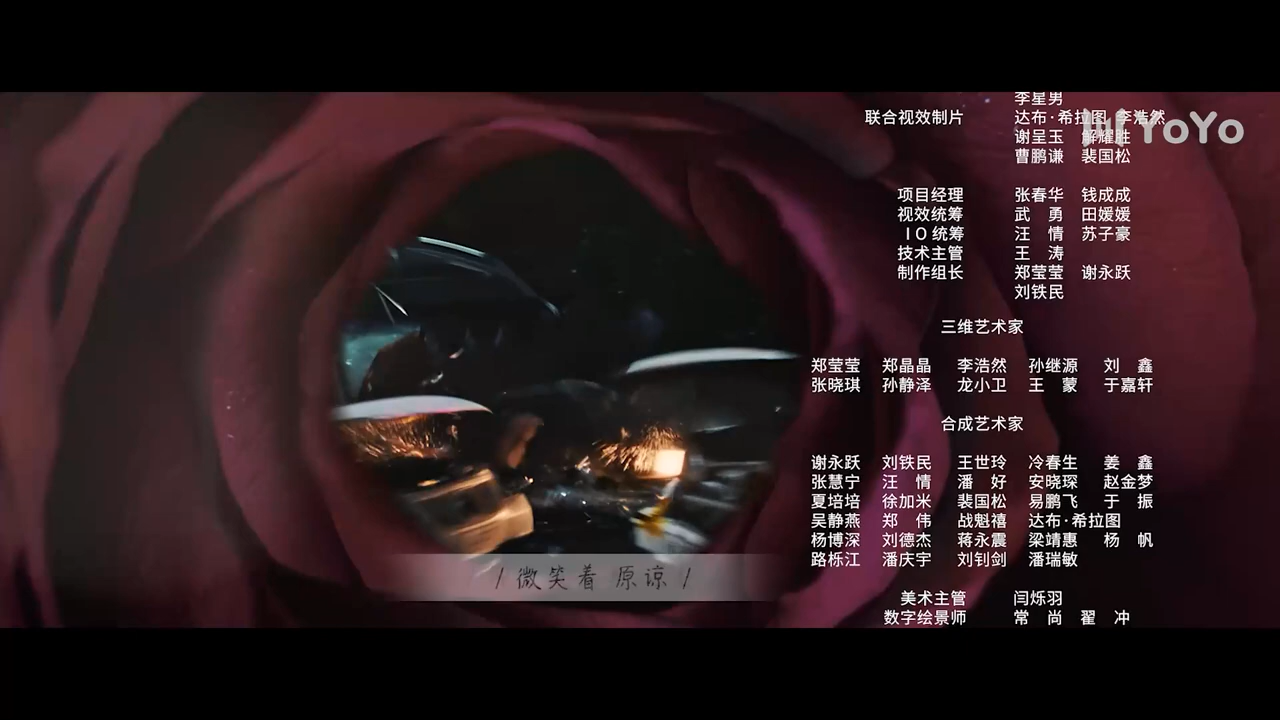 李星男
联合视效制片 达布·希拉图 李浩然
YoYo
谢呈玉 解耀胜
曹鹏谦 裴国松
项目经理 张春华 钱成成
视效统筹 武 勇 田媛媛
IO统筹 汪 情 苏子豪
技术主管 王 涛
制作组长 郑莹莹 谢永跃
刘铁民
三维艺术家
郑莹莹 郑晶晶 李浩然 孙继源 刘 鑫
张晓琪 孙静泽 龙小卫 王 蒙 于嘉轩
合成艺术家
谢永跃 刘铁民 王世玲 冷春生 姜 鑫
张慧宁 汪 情 潘 好 安晓琛 赵金梦
夏培培 徐加米 裴国松 易鹏飞 于 振
吴静燕 郑 伟 战魁禧 达布·希拉图
杨博深 刘德杰 蒋永震 梁靖惠 杨 帆
路栎江 潘庆宇 刘钊剑 潘瑞敏
美术主管 闫烁羽
数字绘景师 常 尚 翟 冲
/ 微笑着 原谅 /